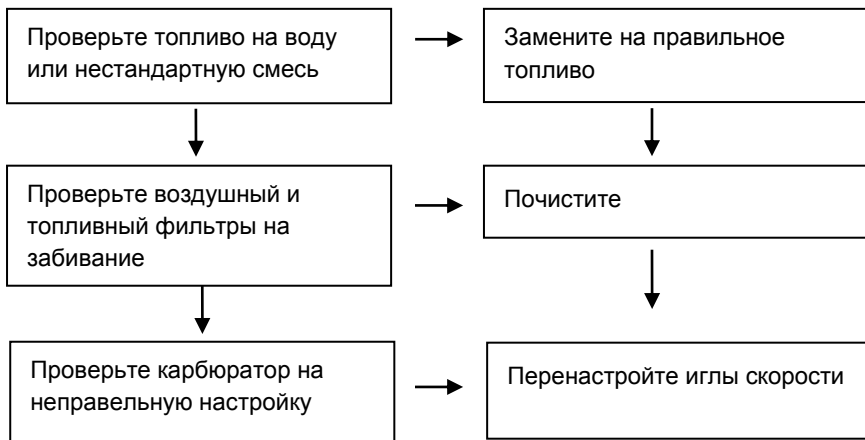 Проверьте топливо на воду
или нестандартную смесь
Замените на правильное
топливо
Проверьте воздушный и
топливный фильтры на
забивание
Почистите
Проверьте карбюратор на
неправельную настройку
Перенастройте иглы скорости